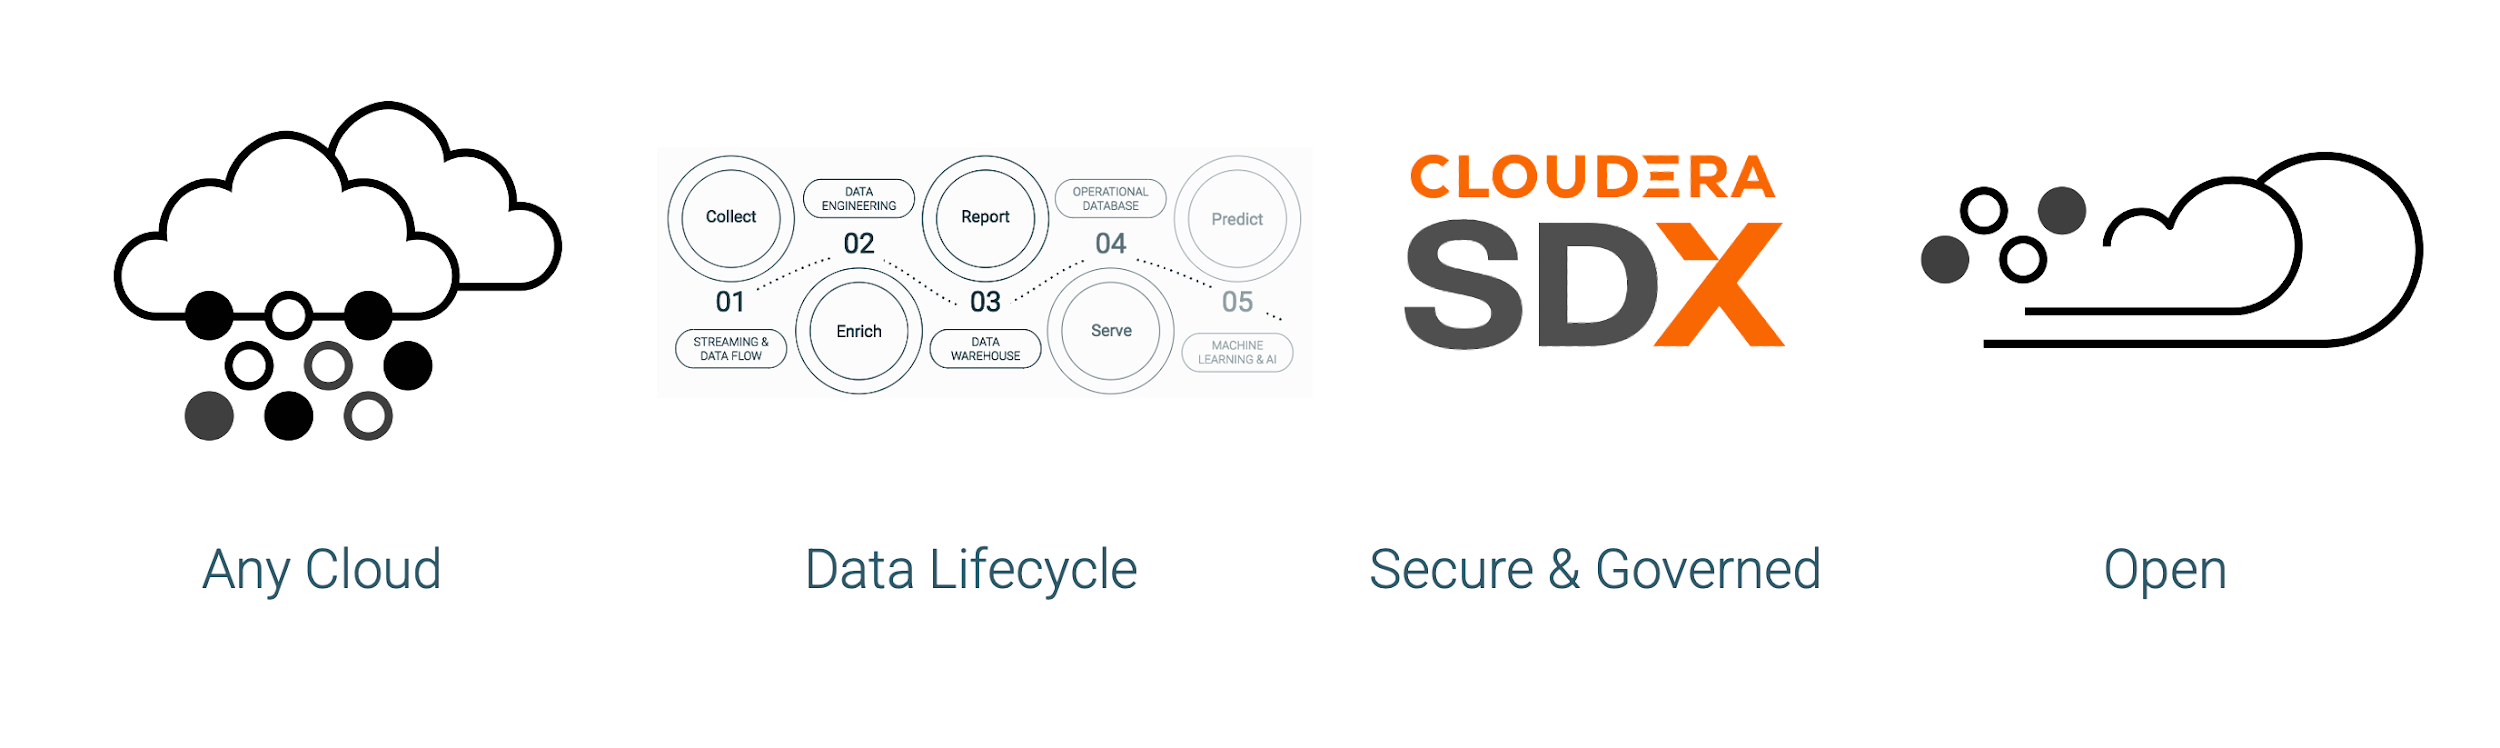 Collect
01
STREAMING &
DATA FLOW
DATA
ENGINEERING
02
Enrich
Report
03
DATA
WAREHOUSE
OPERATIONAL
DATABASE
04
Serve
Predict
05
MACHINE
LEARNING & AI
CLOUDERA
SDX
Any Cloud
Data Lifecycle
Secure & Governed
Open